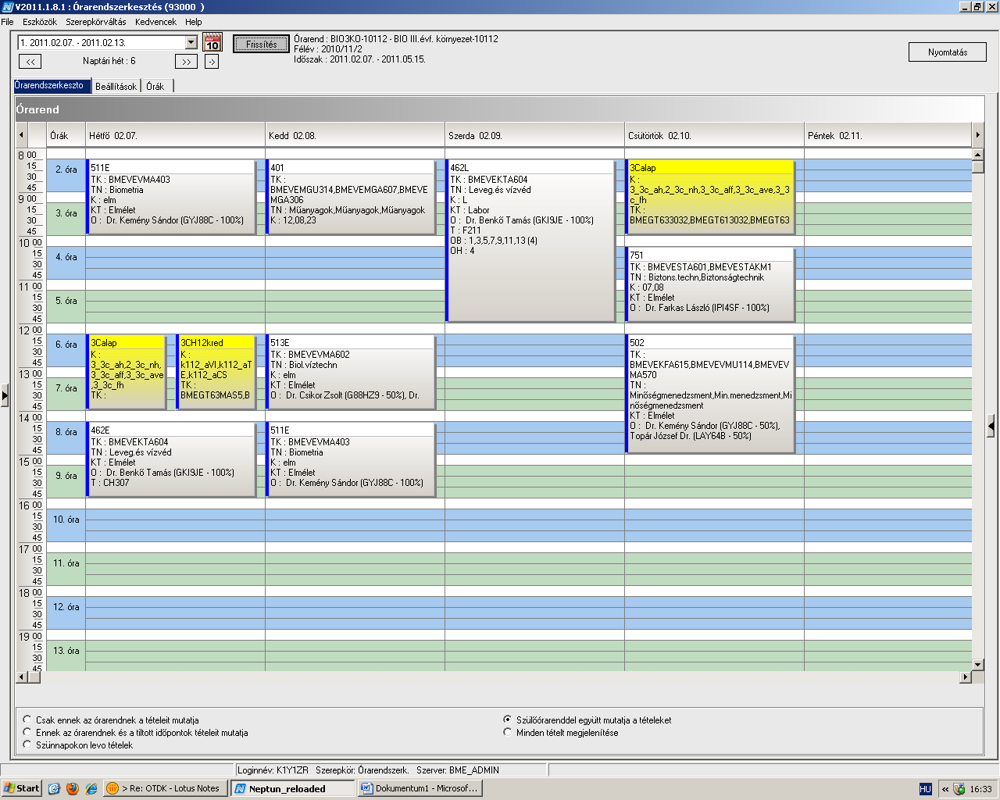 V2011.1.8.1 : Órarendszerkesztés (93000  )
File Eszközök Szerepkörváltás Kedvencek Help
1. 2011.02.07. - 2011.02.13.
10
Frissítés
Órarend : BIO3KO-10112 - BIO III.évf. környezet-10112
Félév : 2010/11/2
Időszak : 2011.02.07. - 2011.05.15.
Nyomtatás
<< Naptári hét : 6 >> ->
Órarendszerkeszto Beállítások Órák
Órarend
Órák Hétfő 02.07. Kedd 02.08. Szerda 02.09. Csütörtök 02.10. Péntek 02.11.
8 00
15
30
45
2. óra
9 00
15
30
45
3. óra
10 00
15
30
45
4. óra
11 00
15
30
45
5. óra
12 00
15
30
45
6. óra
13 00
15
30
45
7. óra
14 00
15
30
45
8. óra
15 00
15
30
45
9. óra
16 00
15
30
45
10. óra
17 00
15
30
45
11. óra
18 00
15
30
45
12. óra
19 00
15
30
45
13. óra
511E
TK : BMEVEVMA403
TN : Biometria
K : elm
KT : Elmélet
O : Dr. Kemény Sándor (GYJ88C - 100%)
3Calap
K :
3_3c_ah,2_3c_nh,
3_3c_aff,3_3c_ave
,3_3c_fh
TK :
3CH12kred
K :
k112_aVI,k112_aT
E,k112_aCS
TK :
BMEGT63MAS5,B
462E
TK : BMEVEKTA604
TN : Leveg.és vízvéd
KT : Elmélet
O : Dr. Benkő Tamás (GKI9JE - 100%)
T : CH307
401
TK :
BMEVEMGU314,BMEVEMGA607,BMEVE
MGA306
TN : Műanyagok,Műanyagok,Műanyagok
K : 12,08,23
513E
TK : BMEVEVMA602
TN : Biol.víztechn
K : elm
KT : Elmélet
O : Dr. Csikor Zsolt (G88HZ9 - 50%), Dr.
511E
TK : BMEVEVMA403
TN : Biometria
K : elm
KT : Elmélet
O : Dr. Kemény Sándor (GYJ88C - 100%)
462L
TK : BMEVEKTA604
TN : Leveg.és vízvéd
K : L
KT : Labor
O : Dr. Benkő Tamás (GKI9JE - 100%)
T : F211
OB : 1,3,5,7,9,11,13 (4)
OH : 4
3Calap
K :
3_3c_ah,2_3c_nh,3_3c_aff,3_3c_ave,3_3
c_fh
TK :
BMEGT633032,BMEGT613032,BMEGT63
751
TK : BMEVESTA601,BMEVESTAKM1
TN : Biztons.techn,Biztonságtechnik
K : 07,08
KT : Elmélet
O : Dr. Farkas László (IPI4SF - 100%)
502
TK :
BMEVEKFA615,BMEVEVMU114,BMEVEV
MA570
TN :
Minőségmenedzsment,Min.menedzsment,Mi
nőségmenedzsment
KT : Elmélet
O : Dr. Kemény Sándor (GYJ88C - 50%),
Topár József Dr. (LAY64B - 50%)
Csak ennek az órarendnek a tételeit mutatja
Ennek az órarendnek és a tiltott időpontok tételeit mutatja
Szünnapokon levo tételek
Szülőórarenddel együtt mutatja a tételeket
Minden tételt megjelenítése
Loginnév: K1Y1ZR Szerepkör: Órarendszerk. Szerver: BME_ADMIN
Start > Re: OTDK - Lotus Notes Neptun_reloaded Dokumentum1 - Microsof... HU « 16:33